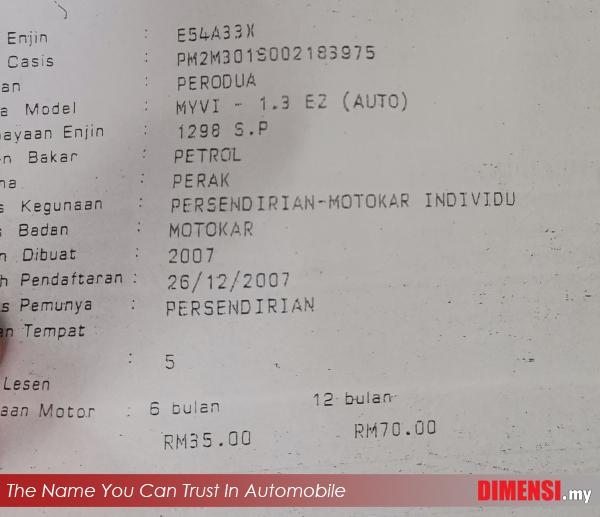 Enjin : E54A33X
Casis : PM2M301S002183975
an : PERODUA
a Model : MYVI - 1.3 EZ (AUTO)
ayaan Enjin : 1298 S.P
n Bakar : PETROL
na : PERAK
s Kegunaan : PERSENDIRIAN-MOTOKAR INDIVIDU
s Badan : MOTOKAR
n Dibuat : 2007
h Pendaftaran : 26/12/2007
s Pemunya : PERSENDIRIAN
an Tempat
: 5
Lesen
aan Motor : 6 bulan 12 bulan
RM35.00 RM70.00
The Name You Can Trust In Automobile
DIMENSI.my